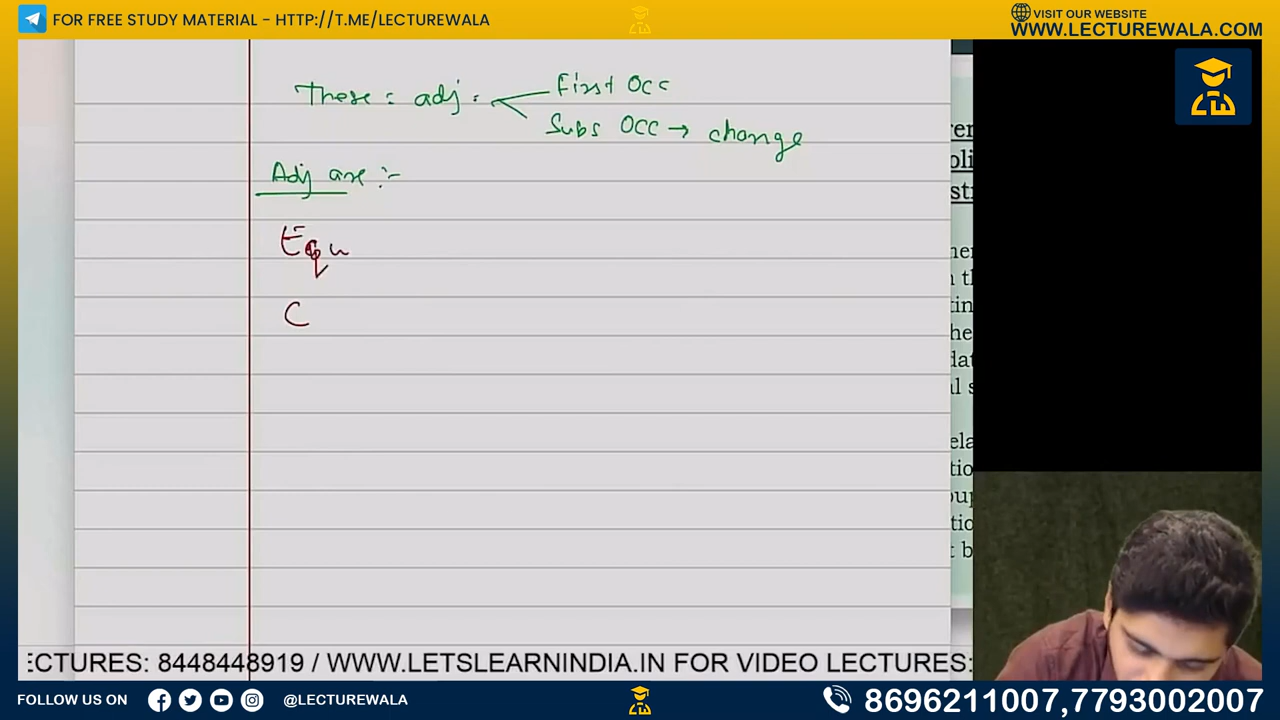 FOR FREE STUDY MATERIAL - HTTP://T.ME/LECTUREWALA
VISIT OUR WEBSITE
WWW.LECTUREWALA.COM
These = adj =
First Occ
Subs Occ → change
Adj are :-
Equ
C
ECTURES: 8448448919 / WWW.LETSLEARNINDIA.IN FOR VIDEO LECTURES:
FOLLOW US ON
@LECTUREWALA
8696211007,7793002007